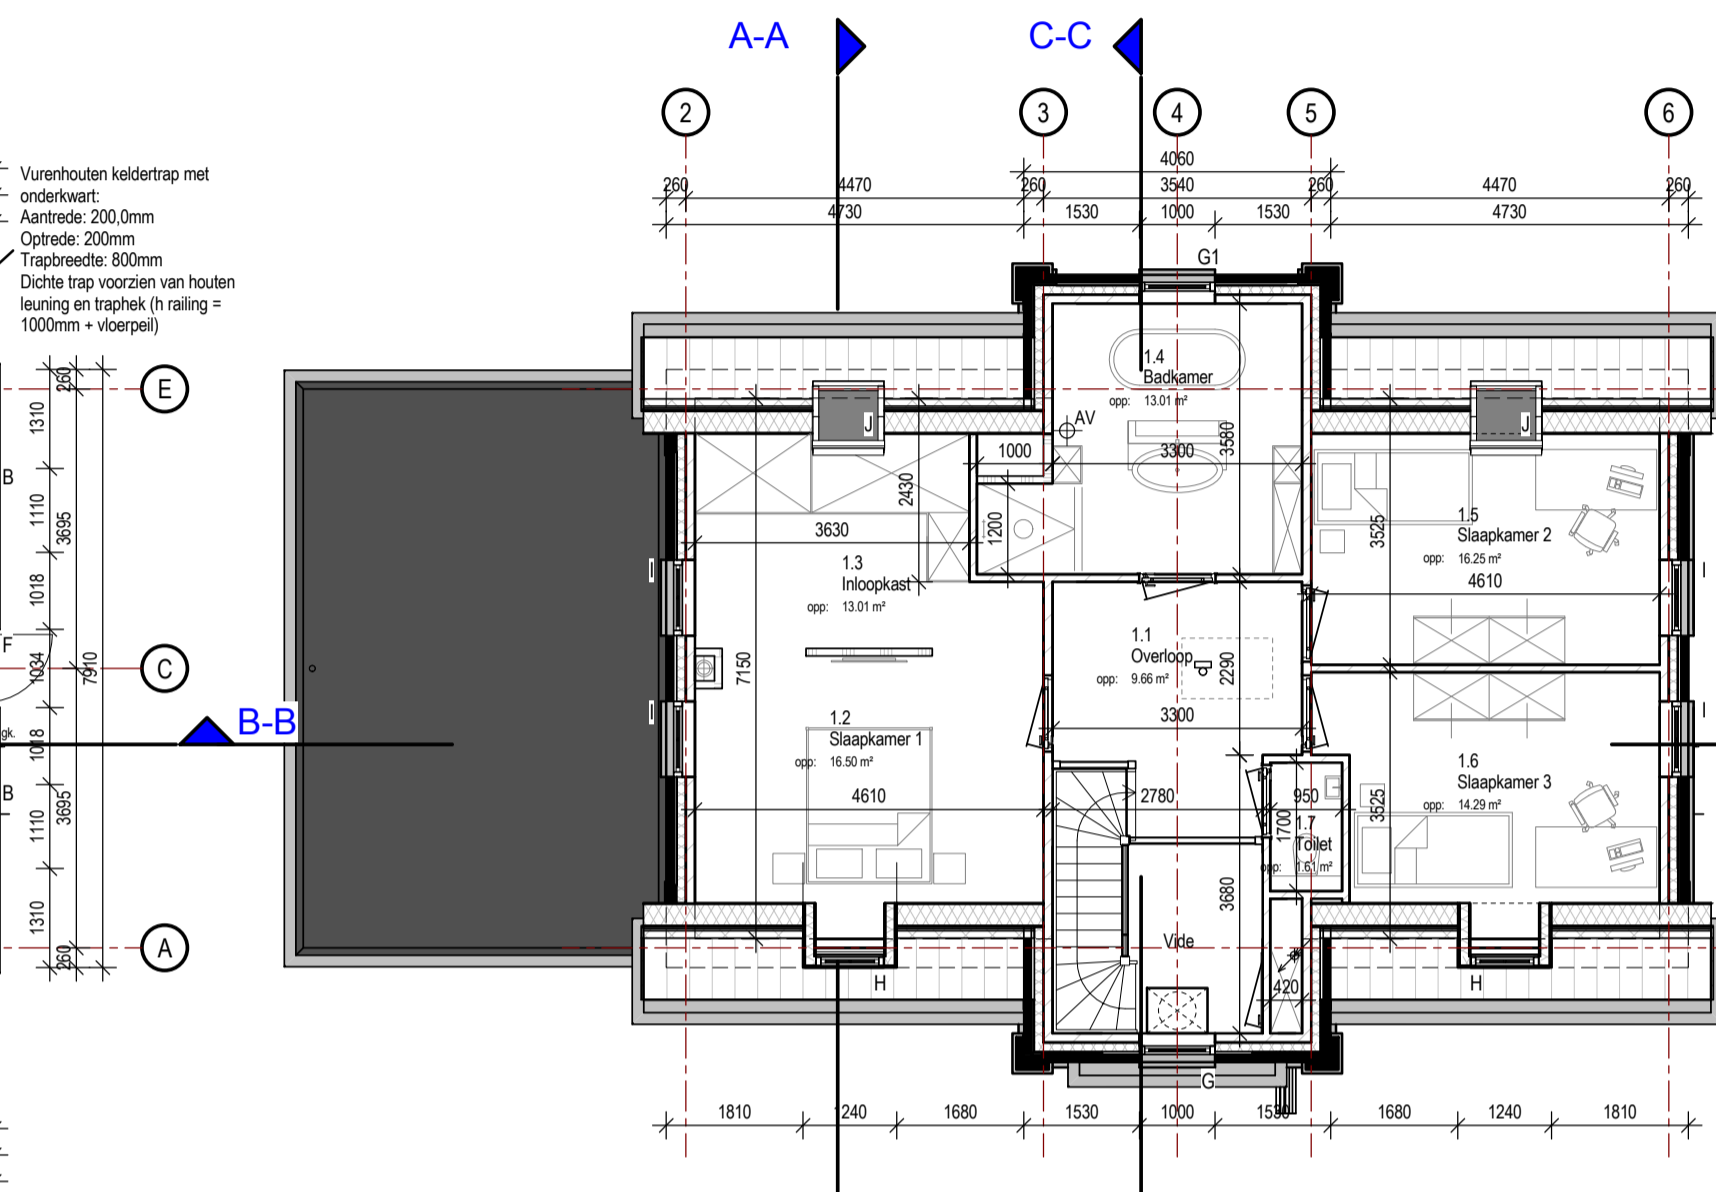 A-A
C-C
2
3
4
5
6
4060
260
4470
260
3540
260
4470
260
4730
1530
1000
1530
4730
Vurenhouten keldertrap met
onderkwart:
Aantrede: 200,0mm
Optrede: 200mm
Trapbreedte: 800mm
Dichte trap voorzien van houten
leuning en traphek (h railing =
1000mm + vloerpeil)
G1
E
C
A
260
1310
1110
3695
1018
1034
7910
1018
3695
1110
1310
260
B
F
gk.
B
B-B
J
J
1.4
Badkamer
opp: 13.01 m²
AV
1000
3300
3580
2430
1200
3630
1.3
Inloopkast
opp: 13.01 m²
1.5
Slaapkamer 2
opp: 16.25 m²
3525
4610
I
I
I
I
1.1
Overloop
opp: 9.66 m²
2290
3300
7150
1.2
Slaapkamer 1
opp: 16.50 m²
4610
2780
950
1700
1.7
Toilet
opp: 1.61 m²
1.6
Slaapkamer 3
opp: 14.29 m²
3525
3680
Vide
420
H
H
G
1810
1240
1680
1530
1000
1530
1680
1240
1810